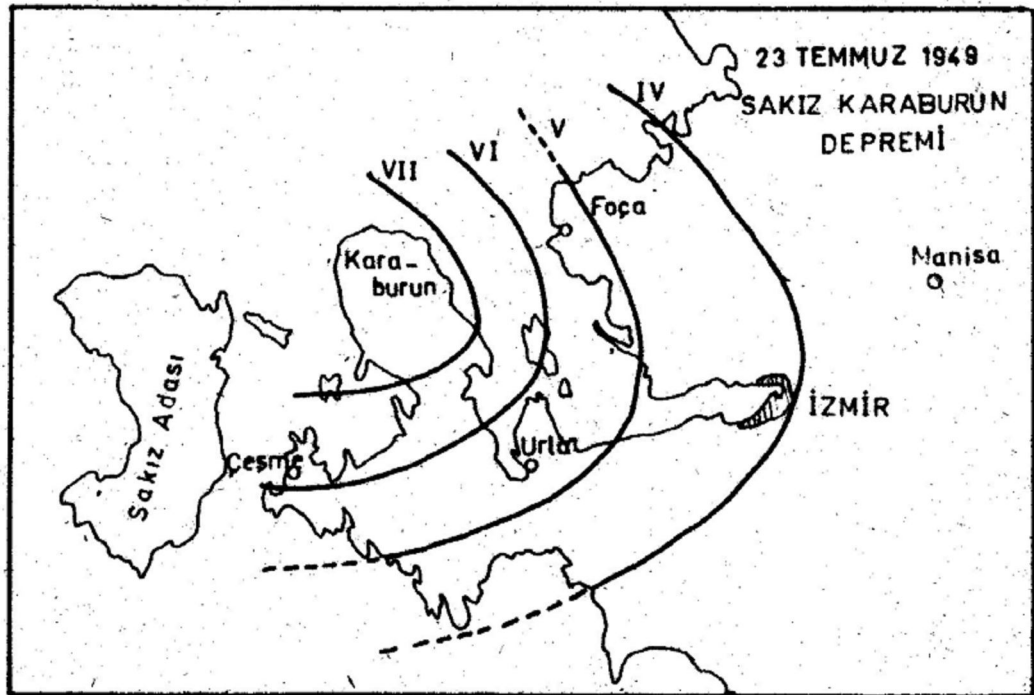 23 TEMMUZ 1949
SAKIZ KARABURUN
DEPREMİ
IV
V
VI
VII
Foça
Manisa
Kara-
burun
Sakız Adası
İZMİR
Çeşme
Urla